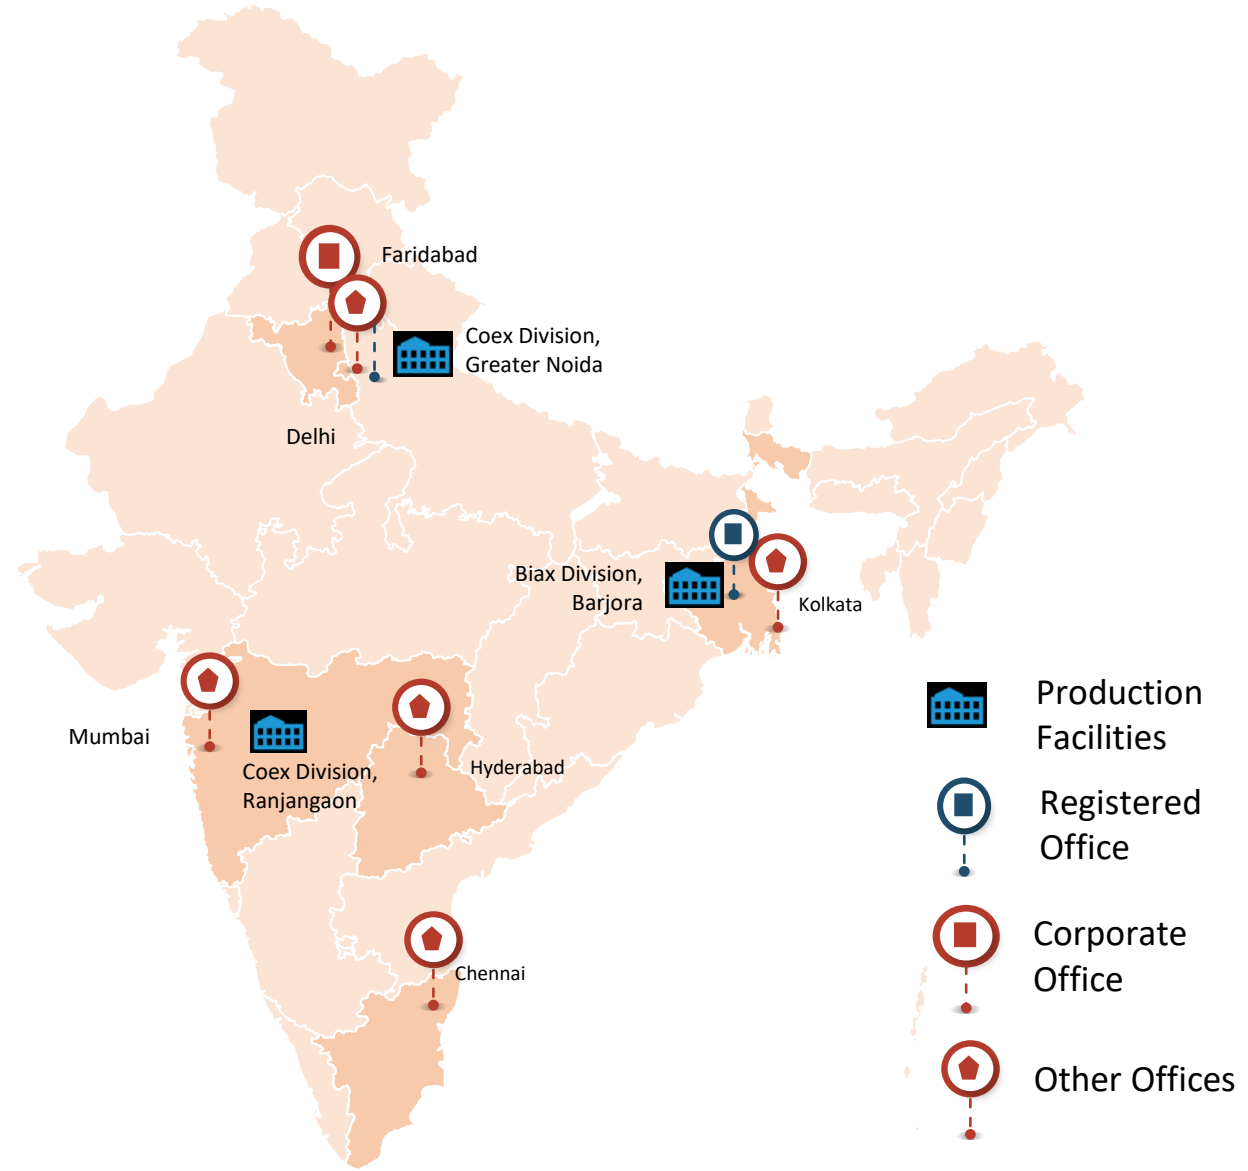 Faridabad
Coex Division,
Greater Noida
Delhi
Biax Division,
Barjora
Kolkata
Mumbai
Coex Division,
Ranjangaon
Hyderabad
Chennai
Production
Facilities
Registered
Office
Corporate
Office
Other Offices